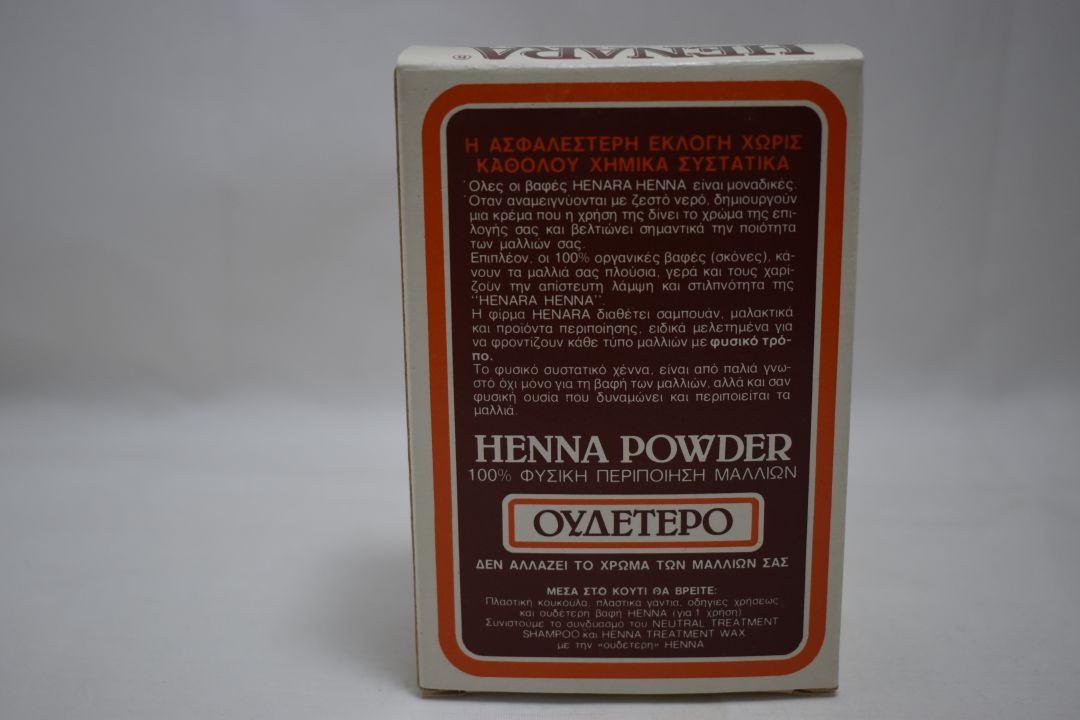 HENARA®
Η ΑΣΦΑΛΕΣΤΕΡΗ ΕΚΛΟΓΗ ΧΩΡΙΣ
ΚΑΘΟΛΟΥ ΧΗΜΙΚΑ ΣΥΣΤΑΤΙΚΑ
Όλες οι βαφές HENARA HENNA είναι μοναδικές.
Όταν αναμειγνύονται με ζεστό νερό, δημιουργούν
μια κρέμα που η χρήση της δίνει το χρώμα της επι-
λογής σας και βελτιώνει σημαντικά την ποιότητα
των μαλλιών σας.
Επιπλέον, οι 100% οργανικές βαφές (σκόνες), κά-
νουν τα μαλλιά σας πλούσια, γερά και τους χαρί-
ζουν την απίστευτη λάμψη και στιλπνότητα της
''HENARA HENNA''.
Η φίρμα HENARA διαθέτει σαμπουάν, μαλακτικά
και προϊόντα περιποίησης, ειδικά μελετημένα για
να φροντίζουν κάθε τύπο μαλλιών με φυσικό τρό-
πο.
Το φυσικό συστατικό χέννα, είναι από παλιά γνω-
στό όχι μόνο για τη βαφή των μαλλιών, αλλά και σαν
φυσική ουσία που δυναμώνει και περιποιείται τα
μαλλιά.
HENNA POWDER
100% ΦΥΣΙΚΗ ΠΕΡΙΠΟΙΗΣΗ ΜΑΛΛΙΩΝ
ΟΥΔΕΤΕΡΟ
ΔΕΝ ΑΛΛΑΖΕΙ ΤΟ ΧΡΩΜΑ ΤΩΝ ΜΑΛΛΙΩΝ ΣΑΣ
ΜΕΣΑ ΣΤΟ ΚΟΥΤΙ ΘΑ ΒΡΕΙΤΕ:
Πλαστική κουκούλα, πλαστικά γάντια, οδηγίες χρήσεως
και ουδέτερη βαφή HENNA (για 1 χρήση)
Συνιστούμε το συνδυασμό του NEUTRAL TREATMENT
SHAMPOO και HENNA TREATMENT WAX
με την «ουδέτερη» HENNA